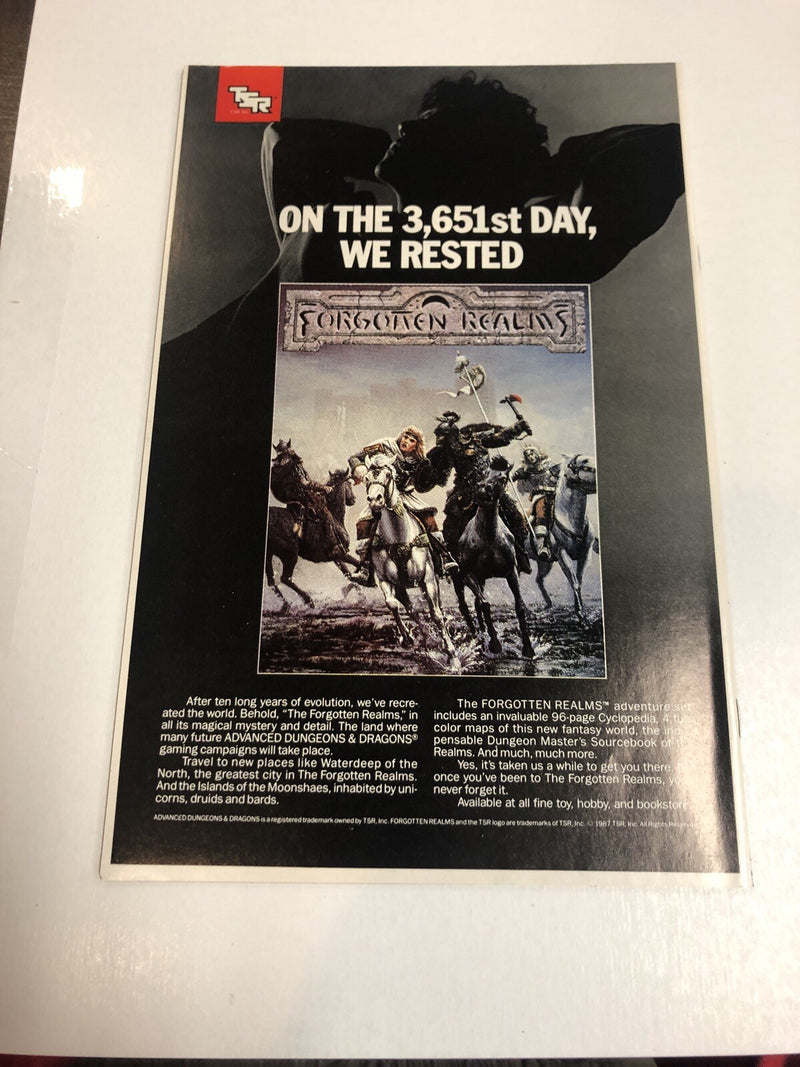 TSR
ON THE 3,651st DAY,
WE RESTED
FORGOTTEN REALMS
After ten long years of evolution, we've recre-
ated the world. Behold, "The Forgotten Realms," in
all its magical mystery and detail. The land where
many future ADVANCED DUNGEONS & DRAGONS®
gaming campaigns will take place.
Travel to new places like Waterdeep of the
North, the greatest city in The Forgotten Realms.
And the Islands of the Moonshaes, inhabited by uni-
corns, druids and bards.
The FORGOTTEN REALMS™ adventure set
includes an invaluable 96-page Cyclopedia, 4
color maps of this new fantasy world, the
pensable Dungeon Master's Sourcebook of
Realms. And much, much more.
Yes, it's taken us a while to get you there.
once you've been to The Forgotten Realms,
never forget it.
Available at all fine toy, hobby, and bookstores
ADVANCED DUNGEONS & DRAGONS is a registered trademark owned by TSR, Inc. FORGOTTEN REALMS and the TSR logo are trademarks of TSR, Inc. © 1987 TSR, Inc. All Rights Reserved